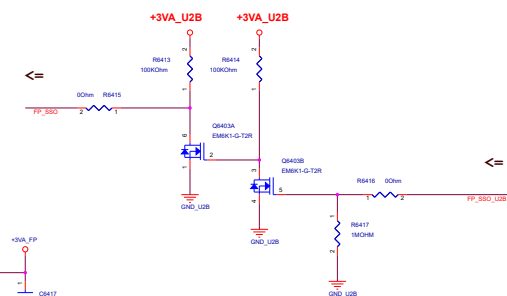 +3VA_U2B
+3VA_U2B
2
2
R6413
100KOhm
R6414
100KOhm
<=
1
1
0Ohm R6415
FP_SSO
2
1
6
Q6403A
EM6K1-G-T2R
2
1
Q6403B
EM6K1-G-T2R
3
<=
5
R6416 0Ohm
1
2
FP_SSO_U2B
4
GND_U2B
1
R6417
1MOHM
2
+3VA_FP
GND_U2B
1
C6417
GND_U2B